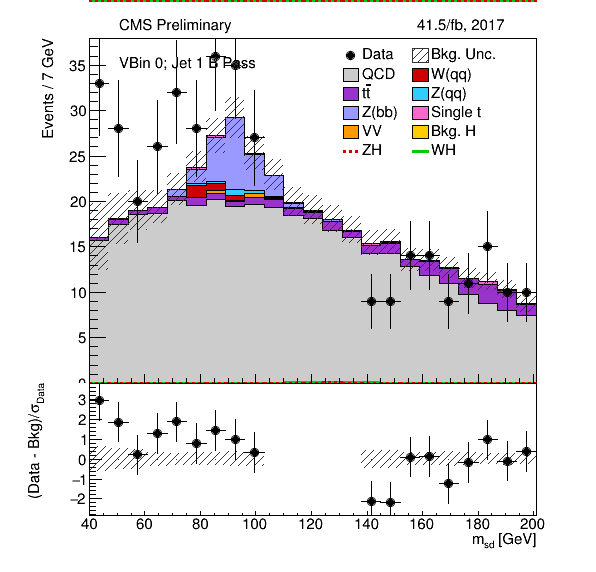 CMS Preliminary 41.5/fb, 2017
VBin 0; Jet 1 B Pass
Events / 7 GeV
Data Bkg. Unc.
QCD W(qq)
tt̅ Z(qq)
Z(bb) Single t
VV Bkg. H
ZH WH
35
30
25
20
15
10
5
0
(Data - Bkg)/σData
3
2
1
0
−1
−2
40 60 80 100 120 140 160 180 200
msd [GeV]